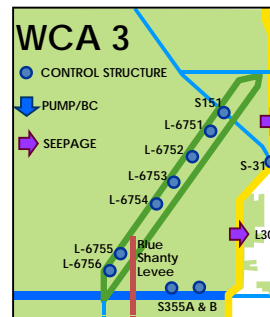 WCA 3
CONTROL STRUCTURE
PUMP/BC
SEEPAGE
S151
L-6751
L-6752
S-31
L-6753
L-6754
L30
L-6755
L-6756
Blue
Shanty
Levee
S355A & B